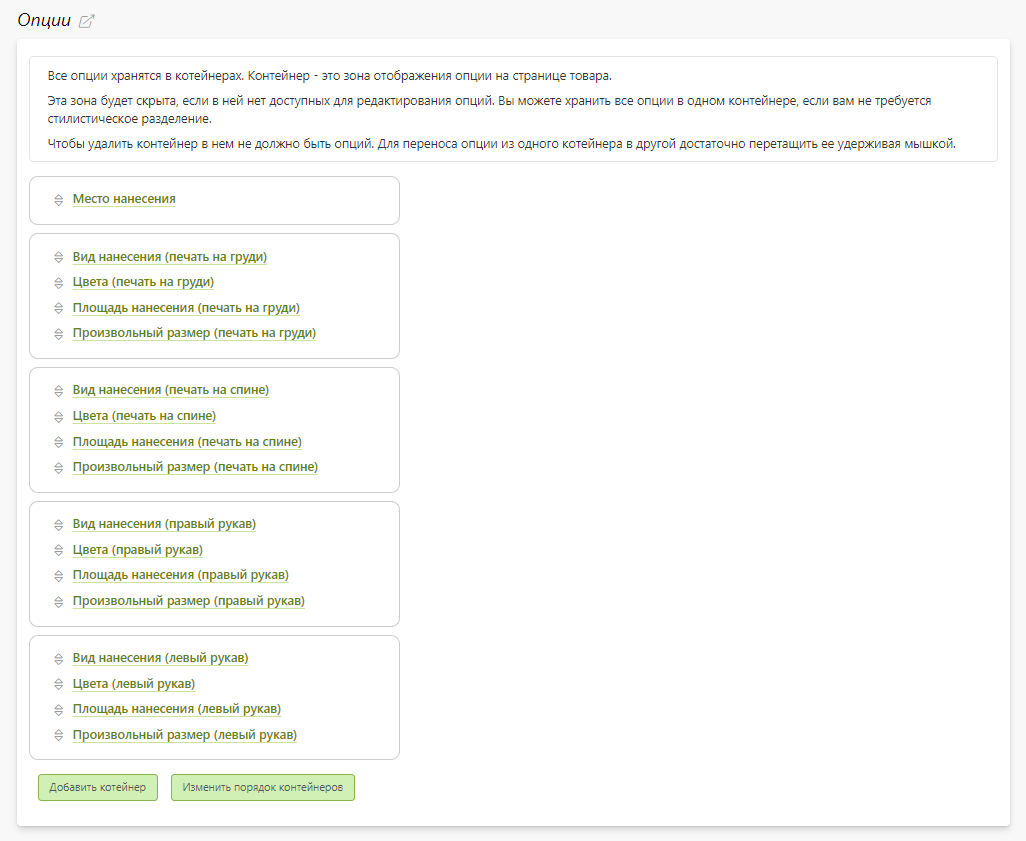 Опции
Все опции хранятся в котейнерах. Контейнер - это зона отображения опции на странице товара.
Эта зона будет скрыта, если в ней нет доступных для редактирования опций. Вы можете хранить все опции в одном контейнере, если вам не требуется
стилистическое разделение.
Чтобы удалить контейнер в нем не должно быть опций. Для переноса опции из одного котейнера в другой достаточно перетащить ее удерживая мышкой.
Место нанесения
Вид нанесения (печать на груди)
Цвета (печать на груди)
Площадь нанесения (печать на груди)
Произвольный размер (печать на груди)
Вид нанесения (печать на спине)
Цвета (печать на спине)
Площадь нанесения (печать на спине)
Произвольный размер (печать на спине)
Вид нанесения (правый рукав)
Цвета (правый рукав)
Площадь нанесения (правый рукав)
Произвольный размер (правый рукав)
Вид нанесения (левый рукав)
Цвета (левый рукав)
Площадь нанесения (левый рукав)
Произвольный размер (левый рукав)
Добавить котейнер Изменить порядок контейнеров